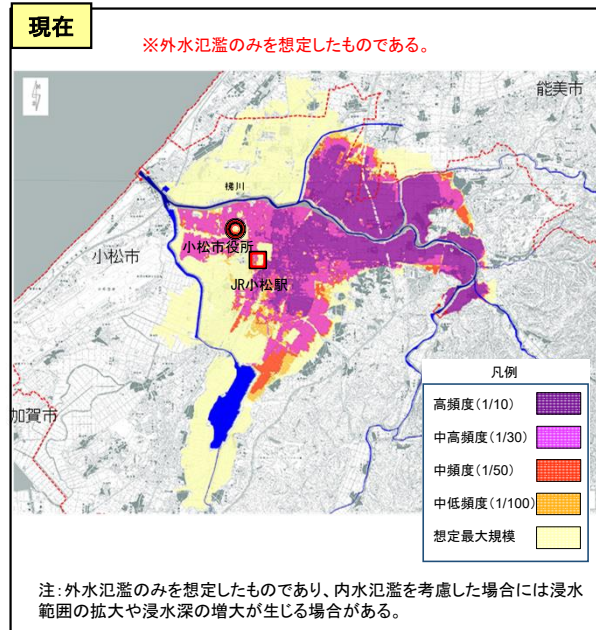 現在
※外水氾濫のみを想定したものである。
能美市
梯川
小松市
小松市役所
JR小松駅
加賀市
凡例
高頻度(1/10)
中高頻度(1/30)
中頻度(1/50)
中低頻度(1/100)
想定最大規模
注:外水氾濫のみを想定したものであり、内水氾濫を考慮した場合には浸水
範囲の拡大や浸水深の増大が生じる場合がある。